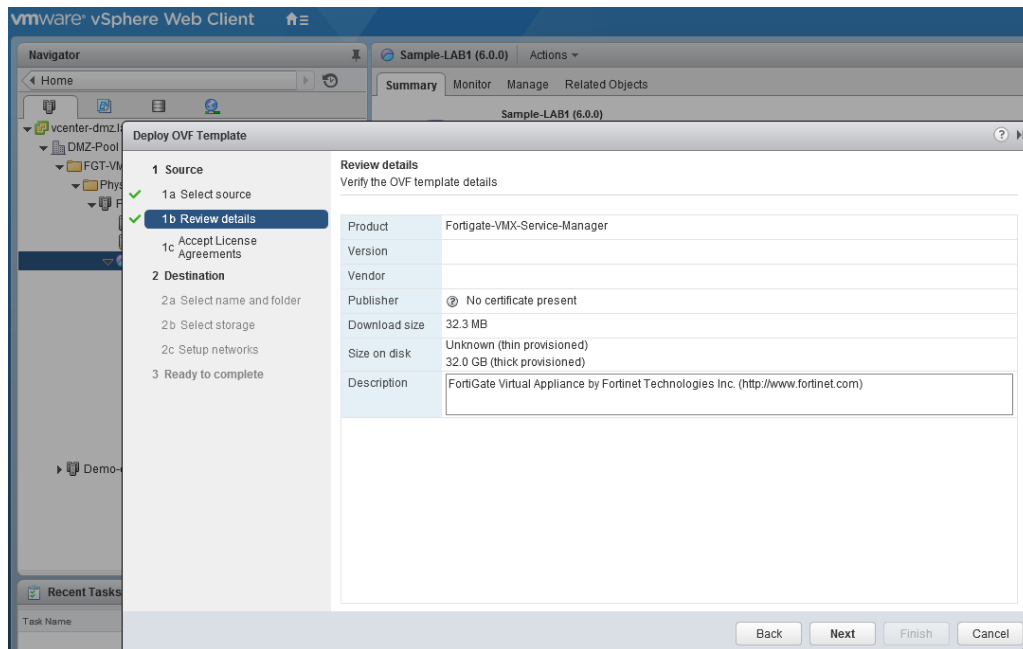 vmware® vSphere Web Client
Navigator
Sample-LAB1 (6.0.0) Actions
Home
Summary Monitor Manage Related Objects
Sample-LAB1 (6.0.0)
vcenter-dmz.l
DMZ-Pool
FGT-VM
Phys
F
Demo-
Deploy OVF Template
1 Source
1a Select source
1b Review details
1c Accept License
Agreements
2 Destination
2a Select name and folder
2b Select storage
2c Setup networks
3 Ready to complete
Review details
Verify the OVF template details
Product Fortigate-VMX-Service-Manager
Version
Vendor
Publisher No certificate present
Download size 32.3 MB
Size on disk Unknown (thin provisioned)
32.0 GB (thick provisioned)
Description FortiGate Virtual Appliance by Fortinet Technologies Inc. (http://www.fortinet.com)
Recent Tasks
Task Name
Back Next Finish Cancel